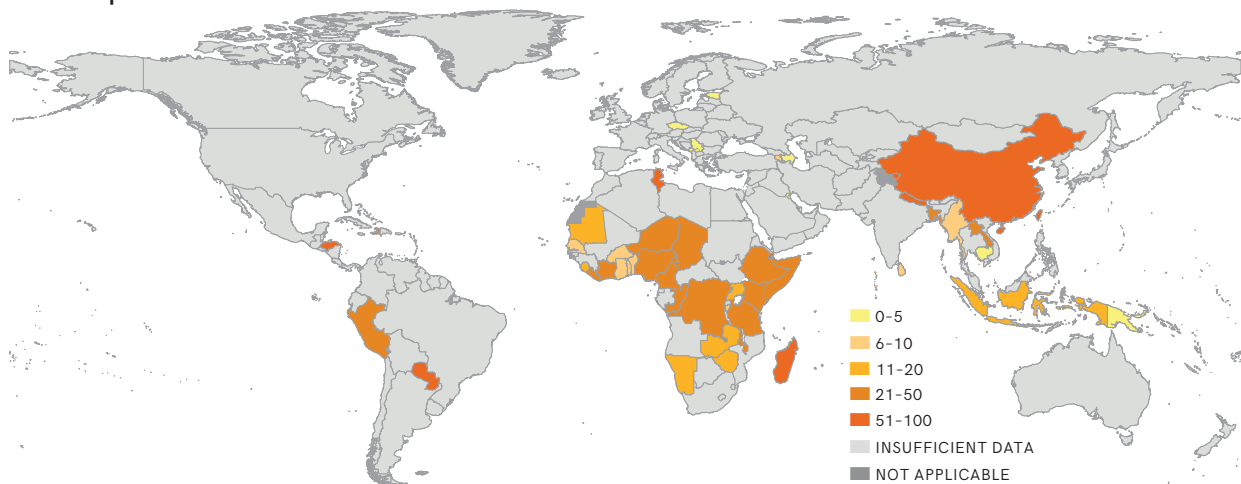 0–5
6–10
11–20
21–50
51–100
INSUFFICIENT DATA
NOT APPLICABLE